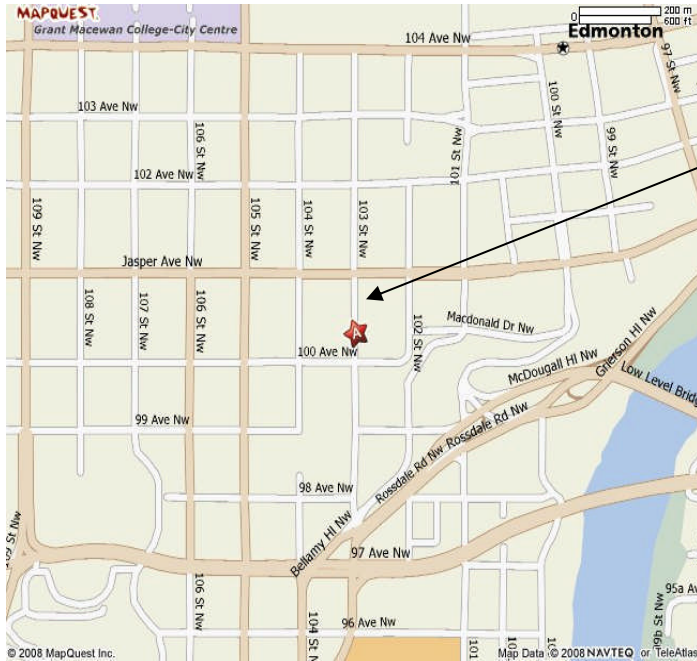 MAPQUEST
200 m
0
600 ft
Grant Macewan College-City Centre
104 Ave Nw
Edmonton
97 St Nw
103 Ave Nw
106 St Nw
101 St Nw
100 St Nw
99 St Nw
102 Ave Nw
109 St Nw
105 St Nw
104 St Nw
103 St Nw
Jasper Ave Nw
108 St Nw
107 St Nw
106 St Nw
102 St Nw
Macdonald Dr Nw
A
100 Ave Nw
McDougall Hl Nw
Grierson Hl Nw
Low Level Bridg
99 Ave Nw
Rossdale Rd Nw
Rossdale Rd Nw
98 Ave Nw
Bellamy Hl Nw
97 Ave Nw
St Nw
106 St Nw
104 St
96 Ave Nw
95a Av
99b St Nw
101
© 2008 MapQuest Inc.
Map Data © 2008 NAVTEQ or TeleAtlas